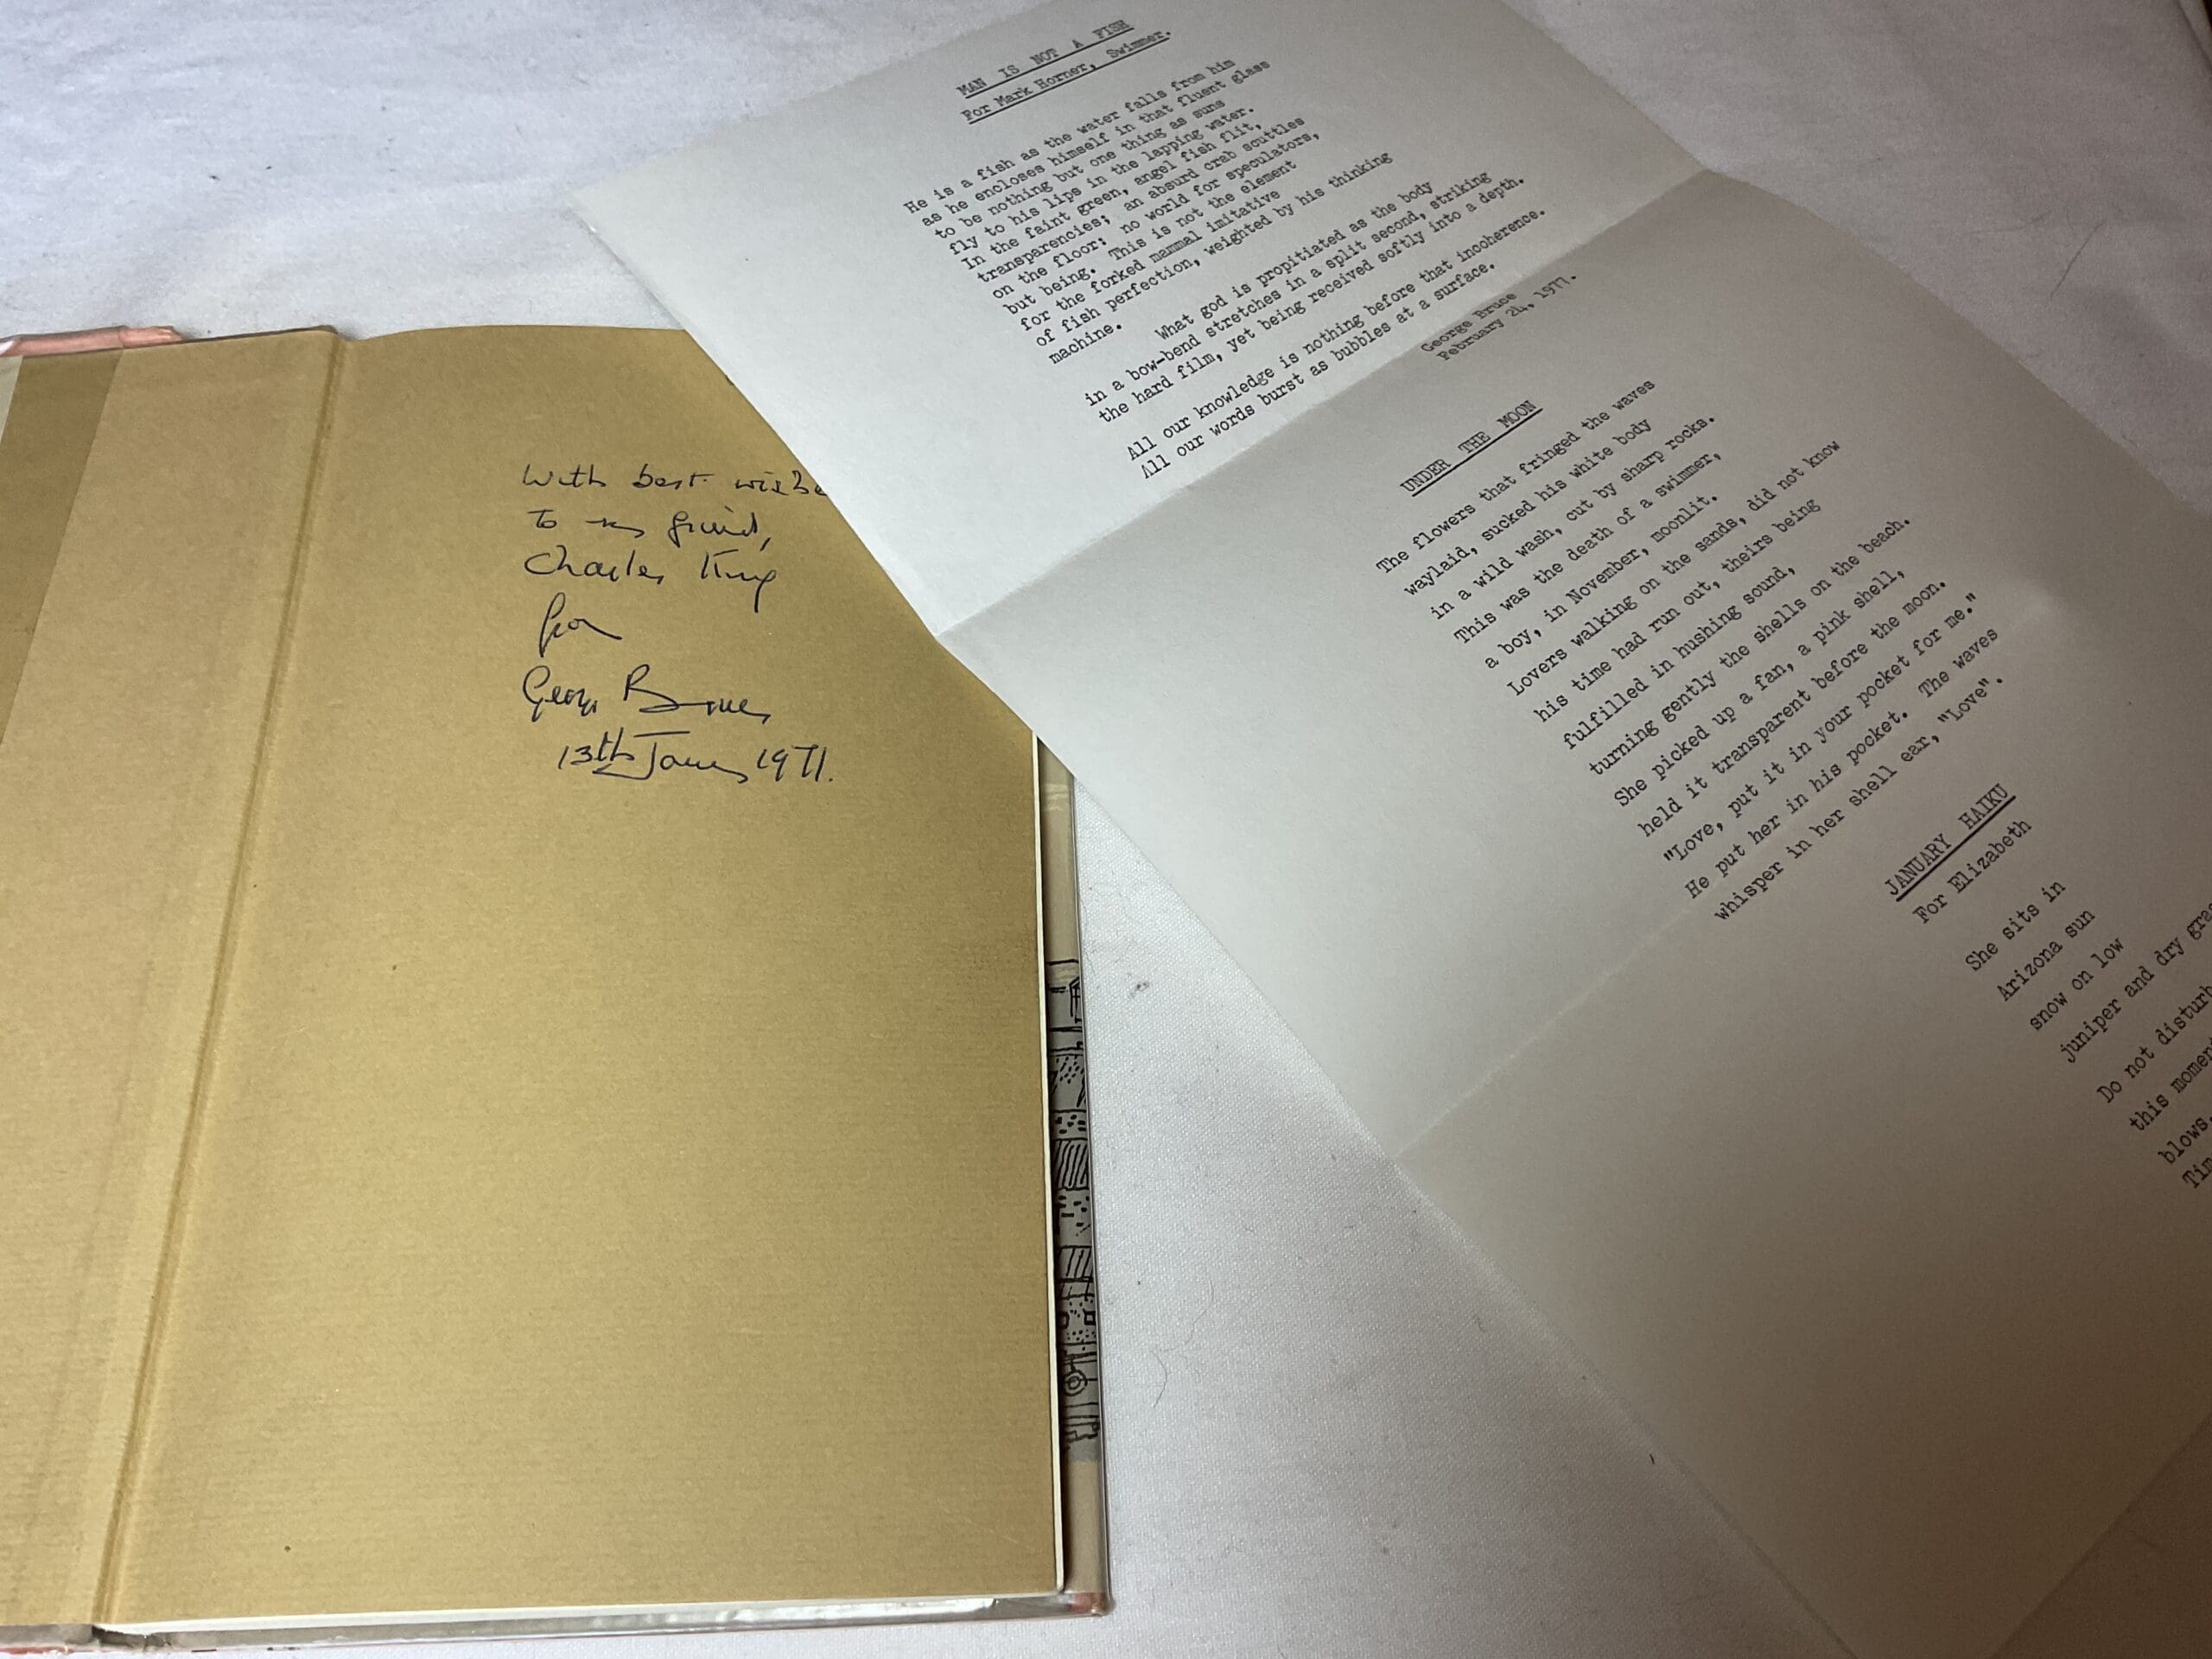 With best wishe
to my friend,
Charles King
from
George Bruce
13th January 1971.
MAN IS NOT A FISH
For Mark Horner, Swimmer.
He is a fish as the water falls from him
as he encloses himself in that fluent glass
to be nothing but one thing as suns
fly to his lips in the lapping water.
In the faint green, angel fish flit,
transparencies; an absurd crab scuttles
on the floor: no world for speculators,
but being. This is not the element
for the forked mammal imitative
of fish perfection, weighted by his thinking
machine.
What god is propitiated as the body
in a bow-bend stretches in a split second, striking
the hard film, yet being received softly into a depth.
All our knowledge is nothing before that incoherence.
All our words burst as bubbles at a surface.
George Bruce
February 24, 1977.
UNDER THE MOON
The flowers that fringed the waves
waylaid, sucked his white body
in a wild wash, cut by sharp rocks.
This was the death of a swimmer,
a boy, in November, moonlit.
Lovers walking on the sands, did not know
his time had run out, theirs being
fulfilled in hushing sound,
turning gently the shells on the beach.
She picked up a fan, a pink shell,
held it transparent before the moon.
"Love, put it in your pocket for me."
He put her in his pocket. The waves
whisper in her shell ear, "Love".
JANUARY HAIKU
For Elizabeth
She sits in
Arizona sun
snow on low
juniper and dry gras
Do not disturb
this moment
blows.
Tim